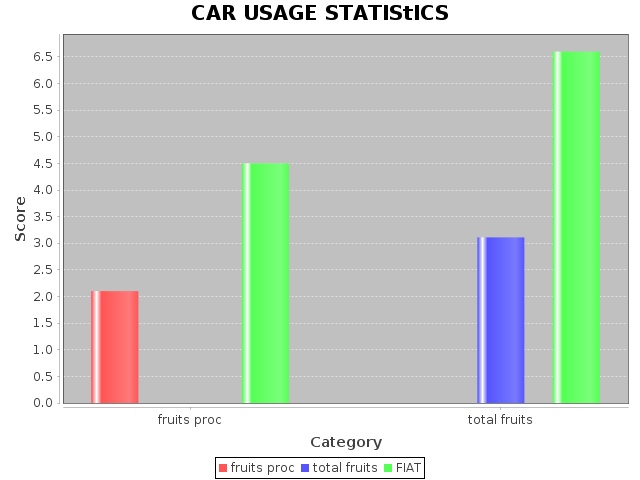 CAR USAGE STATIStICS
6.5
6.0
5.5
5.0
4.5
4.0
3.5
3.0
2.5
2.0
1.5
1.0
0.5
0.0
Score
fruits proc total fruits
Category
fruits proc total fruits FIAT